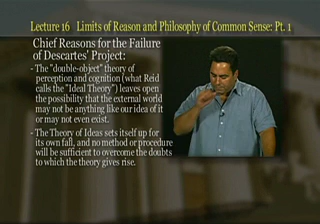 Lecture 16 Limits of Reason and Philosophy of Common Sense: Pt. 1
Chief Reasons for the Failure
of Descartes' Project:
- The "double-object" theory of
perception and cognition (what Reid
calls the "Ideal Theory") leaves open
the possibility that the external world
may not be anything like our idea of it
or may not even exist.
- The Theory of Ideas sets itself up for
its own fall, and no method or procedure
will be sufficient to overcome the doubts
to which the theory gives rise.